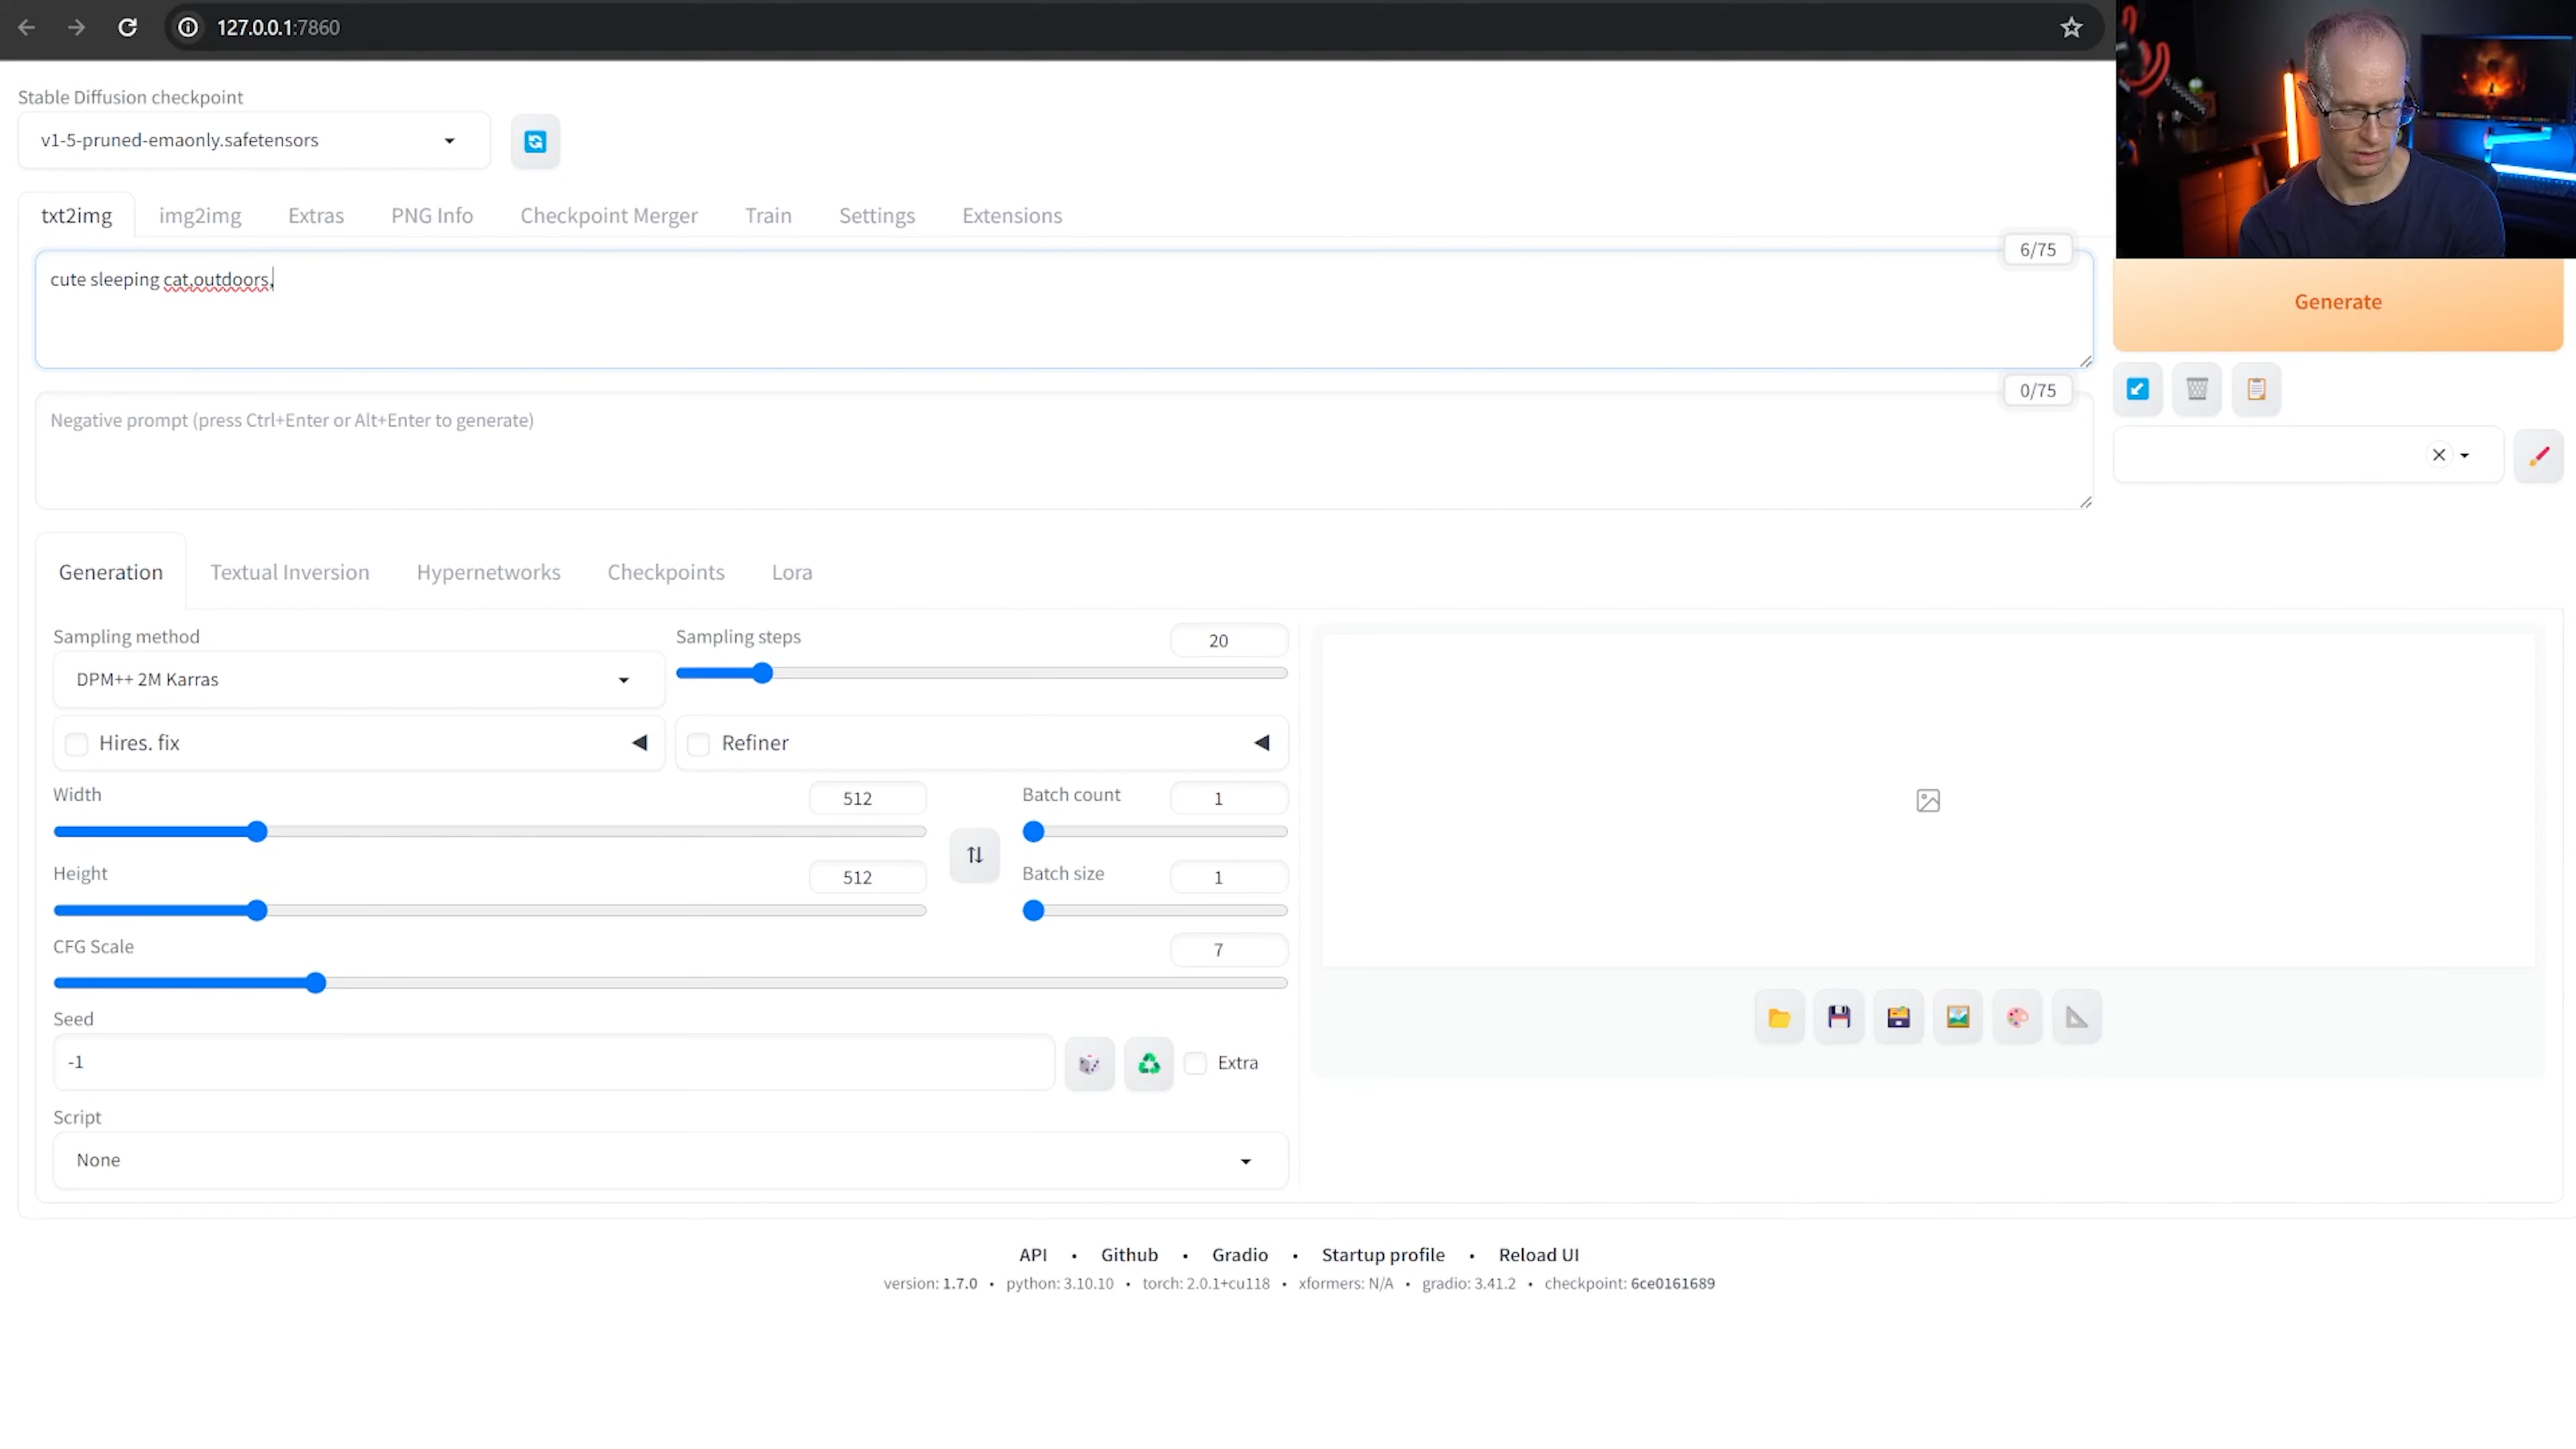 127.0.0.1:7860
Stable Diffusion checkpoint
v1-5-pruned-emaonly.safetensors
txt2img img2img Extras PNG Info Checkpoint Merger Train Settings Extensions
6/75
cute sleeping cat,outdoors,
Generate
0/75
Negative prompt (press Ctrl+Enter or Alt+Enter to generate)
Generation Textual Inversion Hypernetworks Checkpoints Lora
Sampling method Sampling steps 20
DPM++ 2M Karras
Hires. fix Refiner
Width 512 Batch count 1
Height 512 Batch size 1
CFG Scale 7
Seed
-1 Extra
Script
None
API • Github • Gradio • Startup profile • Reload UI
version: 1.7.0 • python: 3.10.10 • torch: 2.0.1+cu118 • xformers: N/A • gradio: 3.41.2 • checkpoint: 6ce0161689